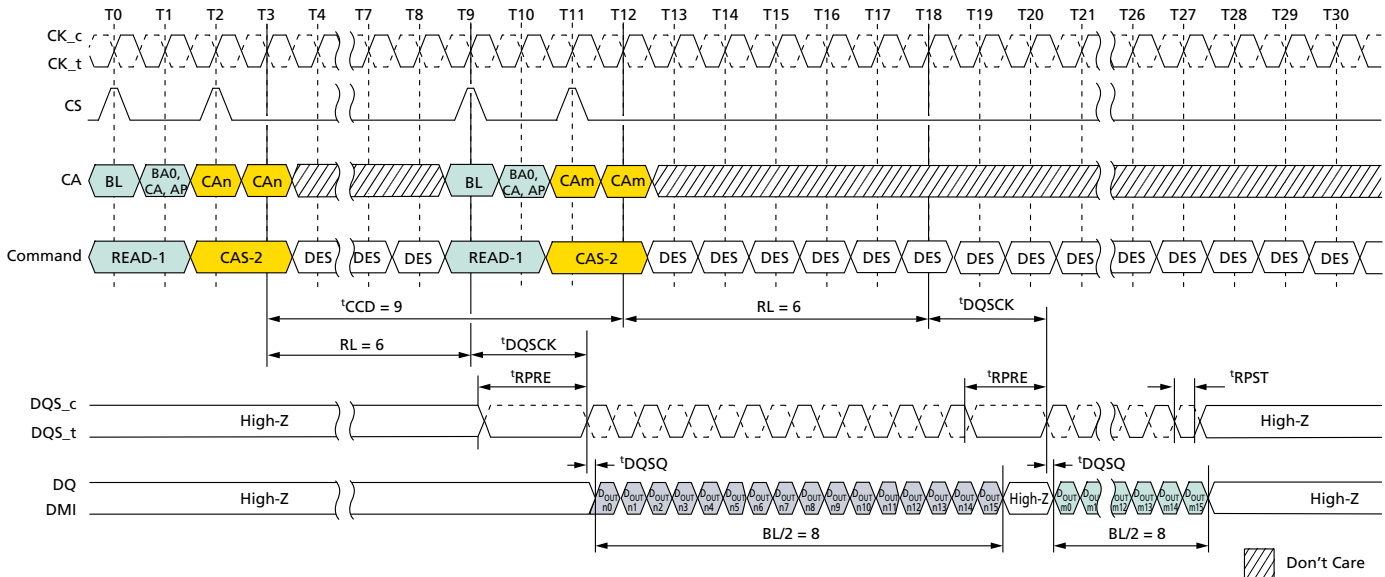 T0 T1 T2 T3 T4 T7 T8 T9 T10 T11 T12 T13 T14 T15 T16 T17 T18 T19 T20 T21 T26 T27 T28 T29 T30
CK_c
CK_t
CS
CA BL BA0, CA, AP CAn CAn BL BA0, CA, AP CAm CAm
Command READ-1 CAS-2 DES DES DES READ-1 CAS-2 DES DES DES DES DES DES DES DES DES DES DES DES DES DES
tCCD = 9 RL = 6 tDQSCK
RL = 6 tDQSCK
tRPRE tRPRE tRPST
DQS_c
DQS_t
High-Z High-Z
tDQSQ tDQSQ
DQ
DMI
High-Z DOUT n0 DOUT n1 DOUT n2 DOUT n3 DOUT n4 DOUT n5 DOUT n6 DOUT n7 DOUT n8 DOUT n9 DOUT n10 DOUT n11 DOUT n12 DOUT n13 DOUT n14 DOUT n15 High-Z DOUT m0 DOUT m1 DOUT m12 DOUT m13 DOUT m14 DOUT m15 High-Z
BL/2 = 8 BL/2 = 8
Don't Care